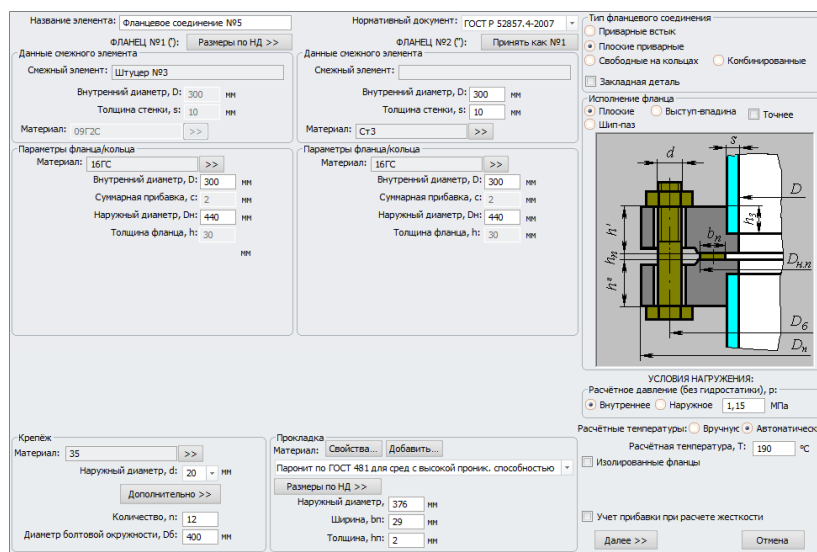 Название элемента: Фланцевое соединение №5
Нормативный документ: ГОСТ Р 52857.4-2007
ФЛАНЕЦ №1 ('): Размеры по НД >>
ФЛАНЕЦ №2 ("): Принять как №1
Данные смежного элемента
Смежный элемент: Штуцер №3
Внутренний диаметр, D: 300 мм
Толщина стенки, s: 10 мм
Материал: 09Г2С >>
Данные смежного элемента
Смежный элемент:
Внутренний диаметр, D: 300 мм
Толщина стенки, s: 10 мм
Материал: Ст3 >>
Параметры фланца/кольца
Материал: 16ГС >>
Внутренний диаметр, D: 300 мм
Суммарная прибавка, c: 2 мм
Наружный диаметр, Dн: 440 мм
Толщина фланца, h: 30 мм
мм
Параметры фланца/кольца
Материал: 16ГС >>
Внутренний диаметр, D: 300 мм
Суммарная прибавка, c: 2 мм
Наружный диаметр, Dн: 440 мм
Толщина фланца, h: 30 мм
Тип фланцевого соединения
Приварные встык
Плоские приварные
Свободные на кольцах Комбинированные
Закладная деталь
Исполнение фланца
Плоские Выступ-впадина Точнее
Шип-паз
s
d
D
h3
h'
bп
hп
Dн.п
h"
Dб
Dн
УСЛОВИЯ НАГРУЖЕНИЯ:
Расчётное давление (без гидростатики), p:
Внутреннее Наружное 1,15 МПа
Расчётные температуры: Вручную Автоматическ
Расчётная температура, T: 190 °C
Изолированные фланцы
Учет прибавки при расчете жесткости
Далее >> Отмена
Крепёж
Материал: 35 >>
Наружный диаметр, d: 20 мм
Дополнительно >>
Количество, n: 12
Диаметр болтовой окружности, Dб: 400 мм
Прокладка
Материал: Свойства... Добавить...
Паронит по ГОСТ 481 для сред с высокой проник. способностью
Размеры по НД >>
Наружный диаметр, 376 мм
Ширина, bп: 29 мм
Толщина, hп: 2 мм